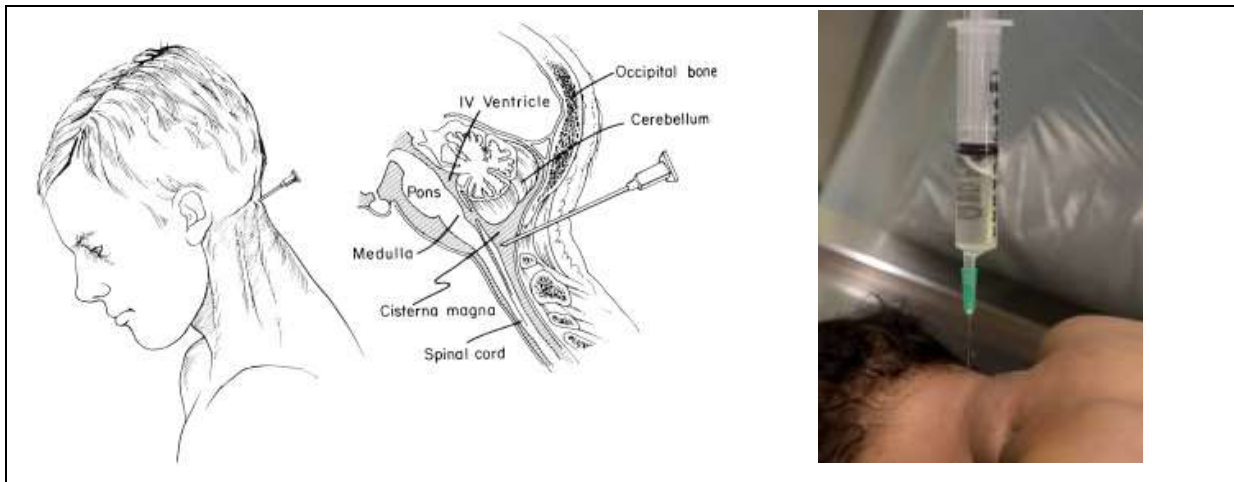 Occipital bone
IV Ventricle
Cerebellum
Pons
Medulla
Cisterna magna
Spinal cord